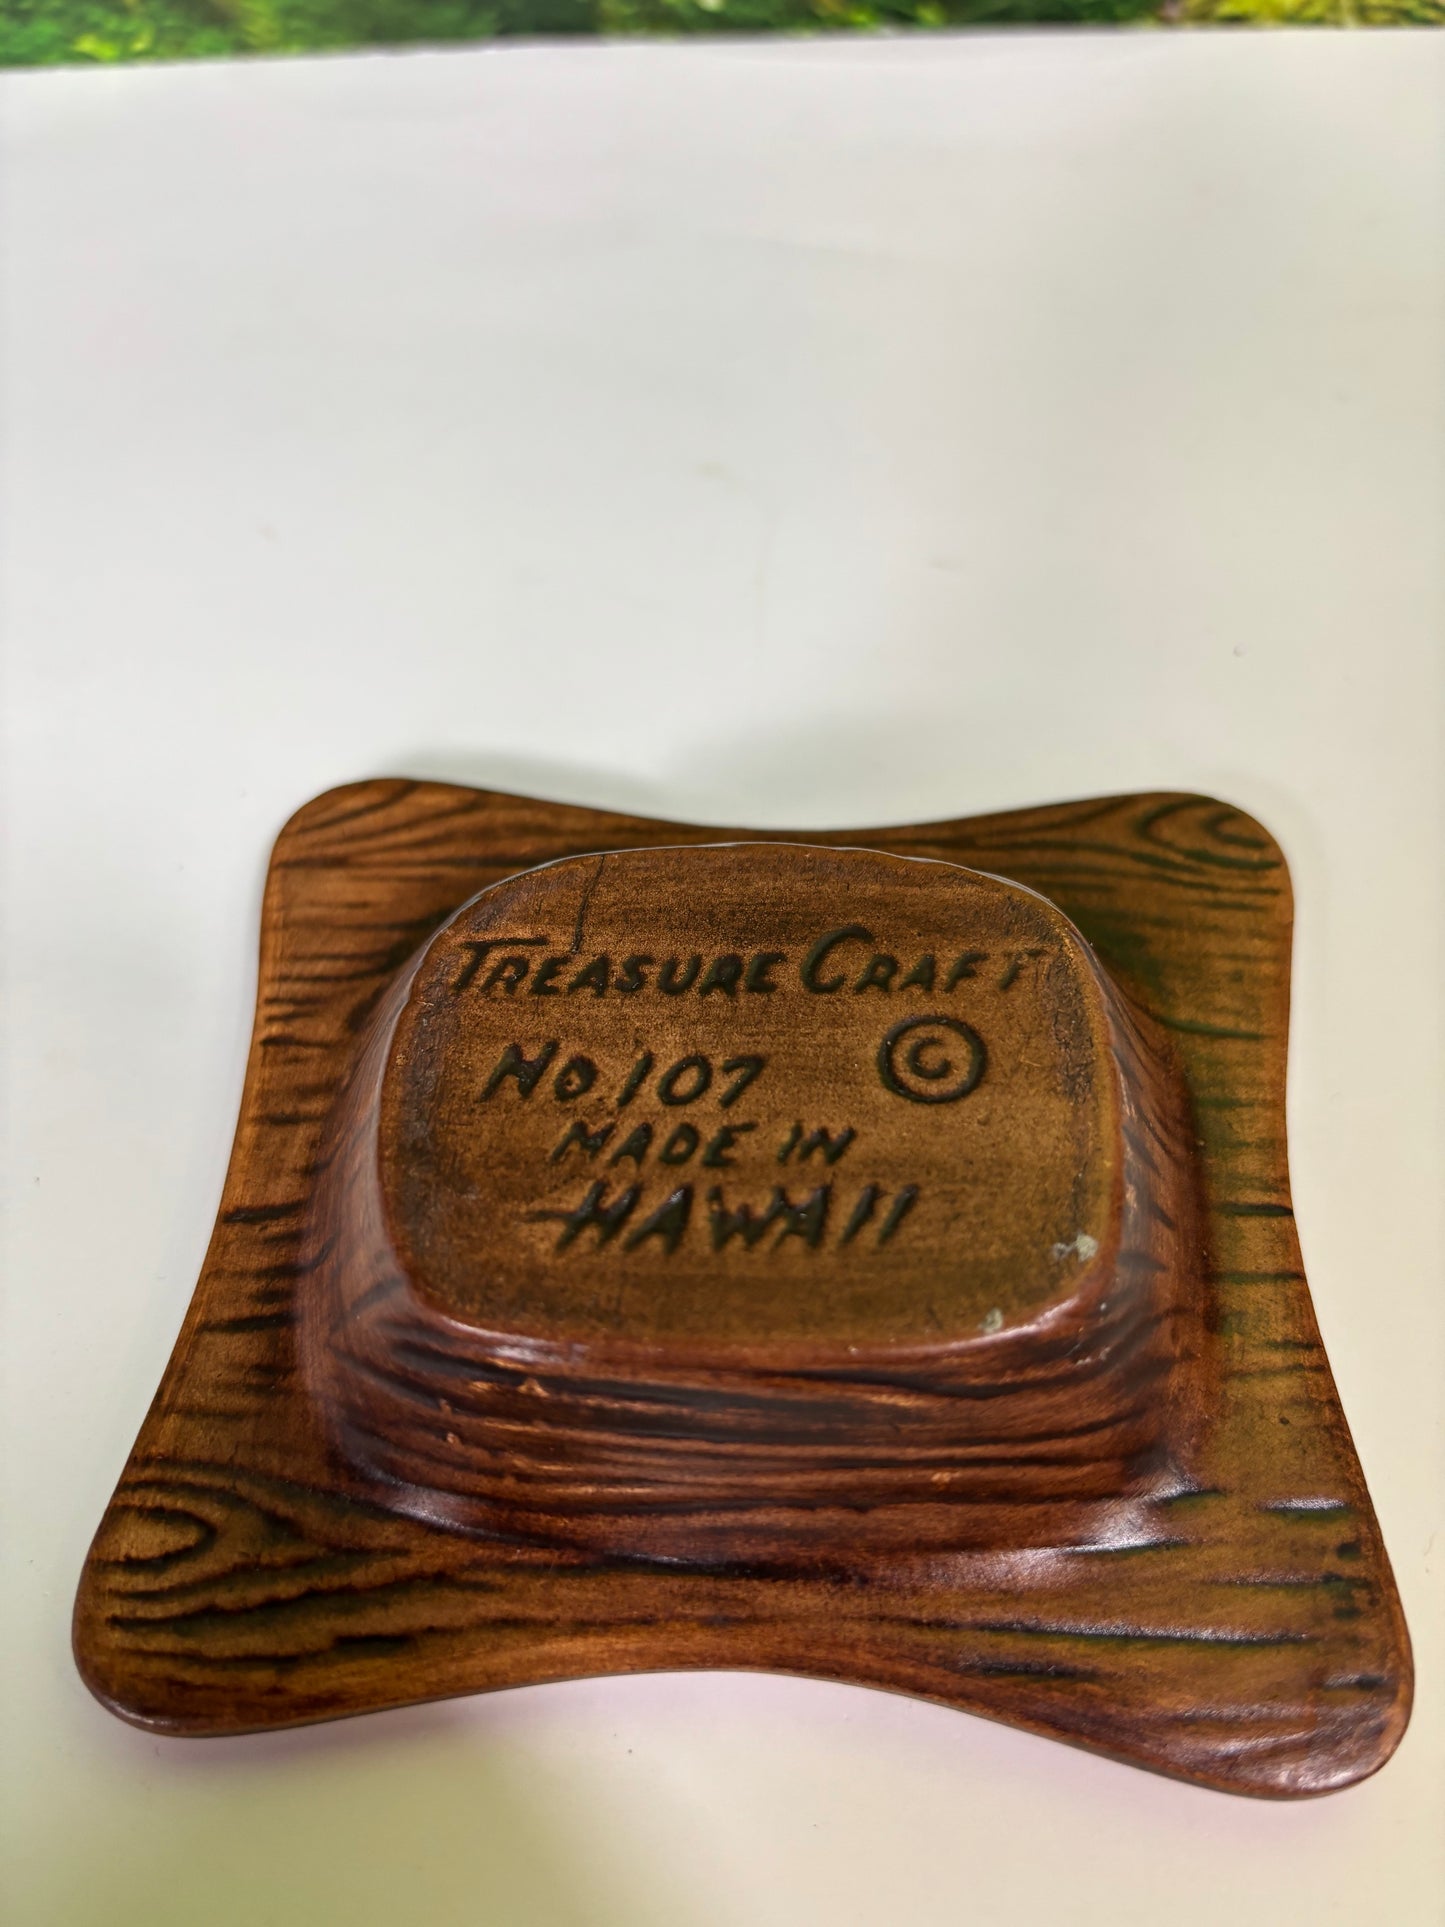 TREASURE CRAFT
No. 107 ©
MADE IN
HAWAII